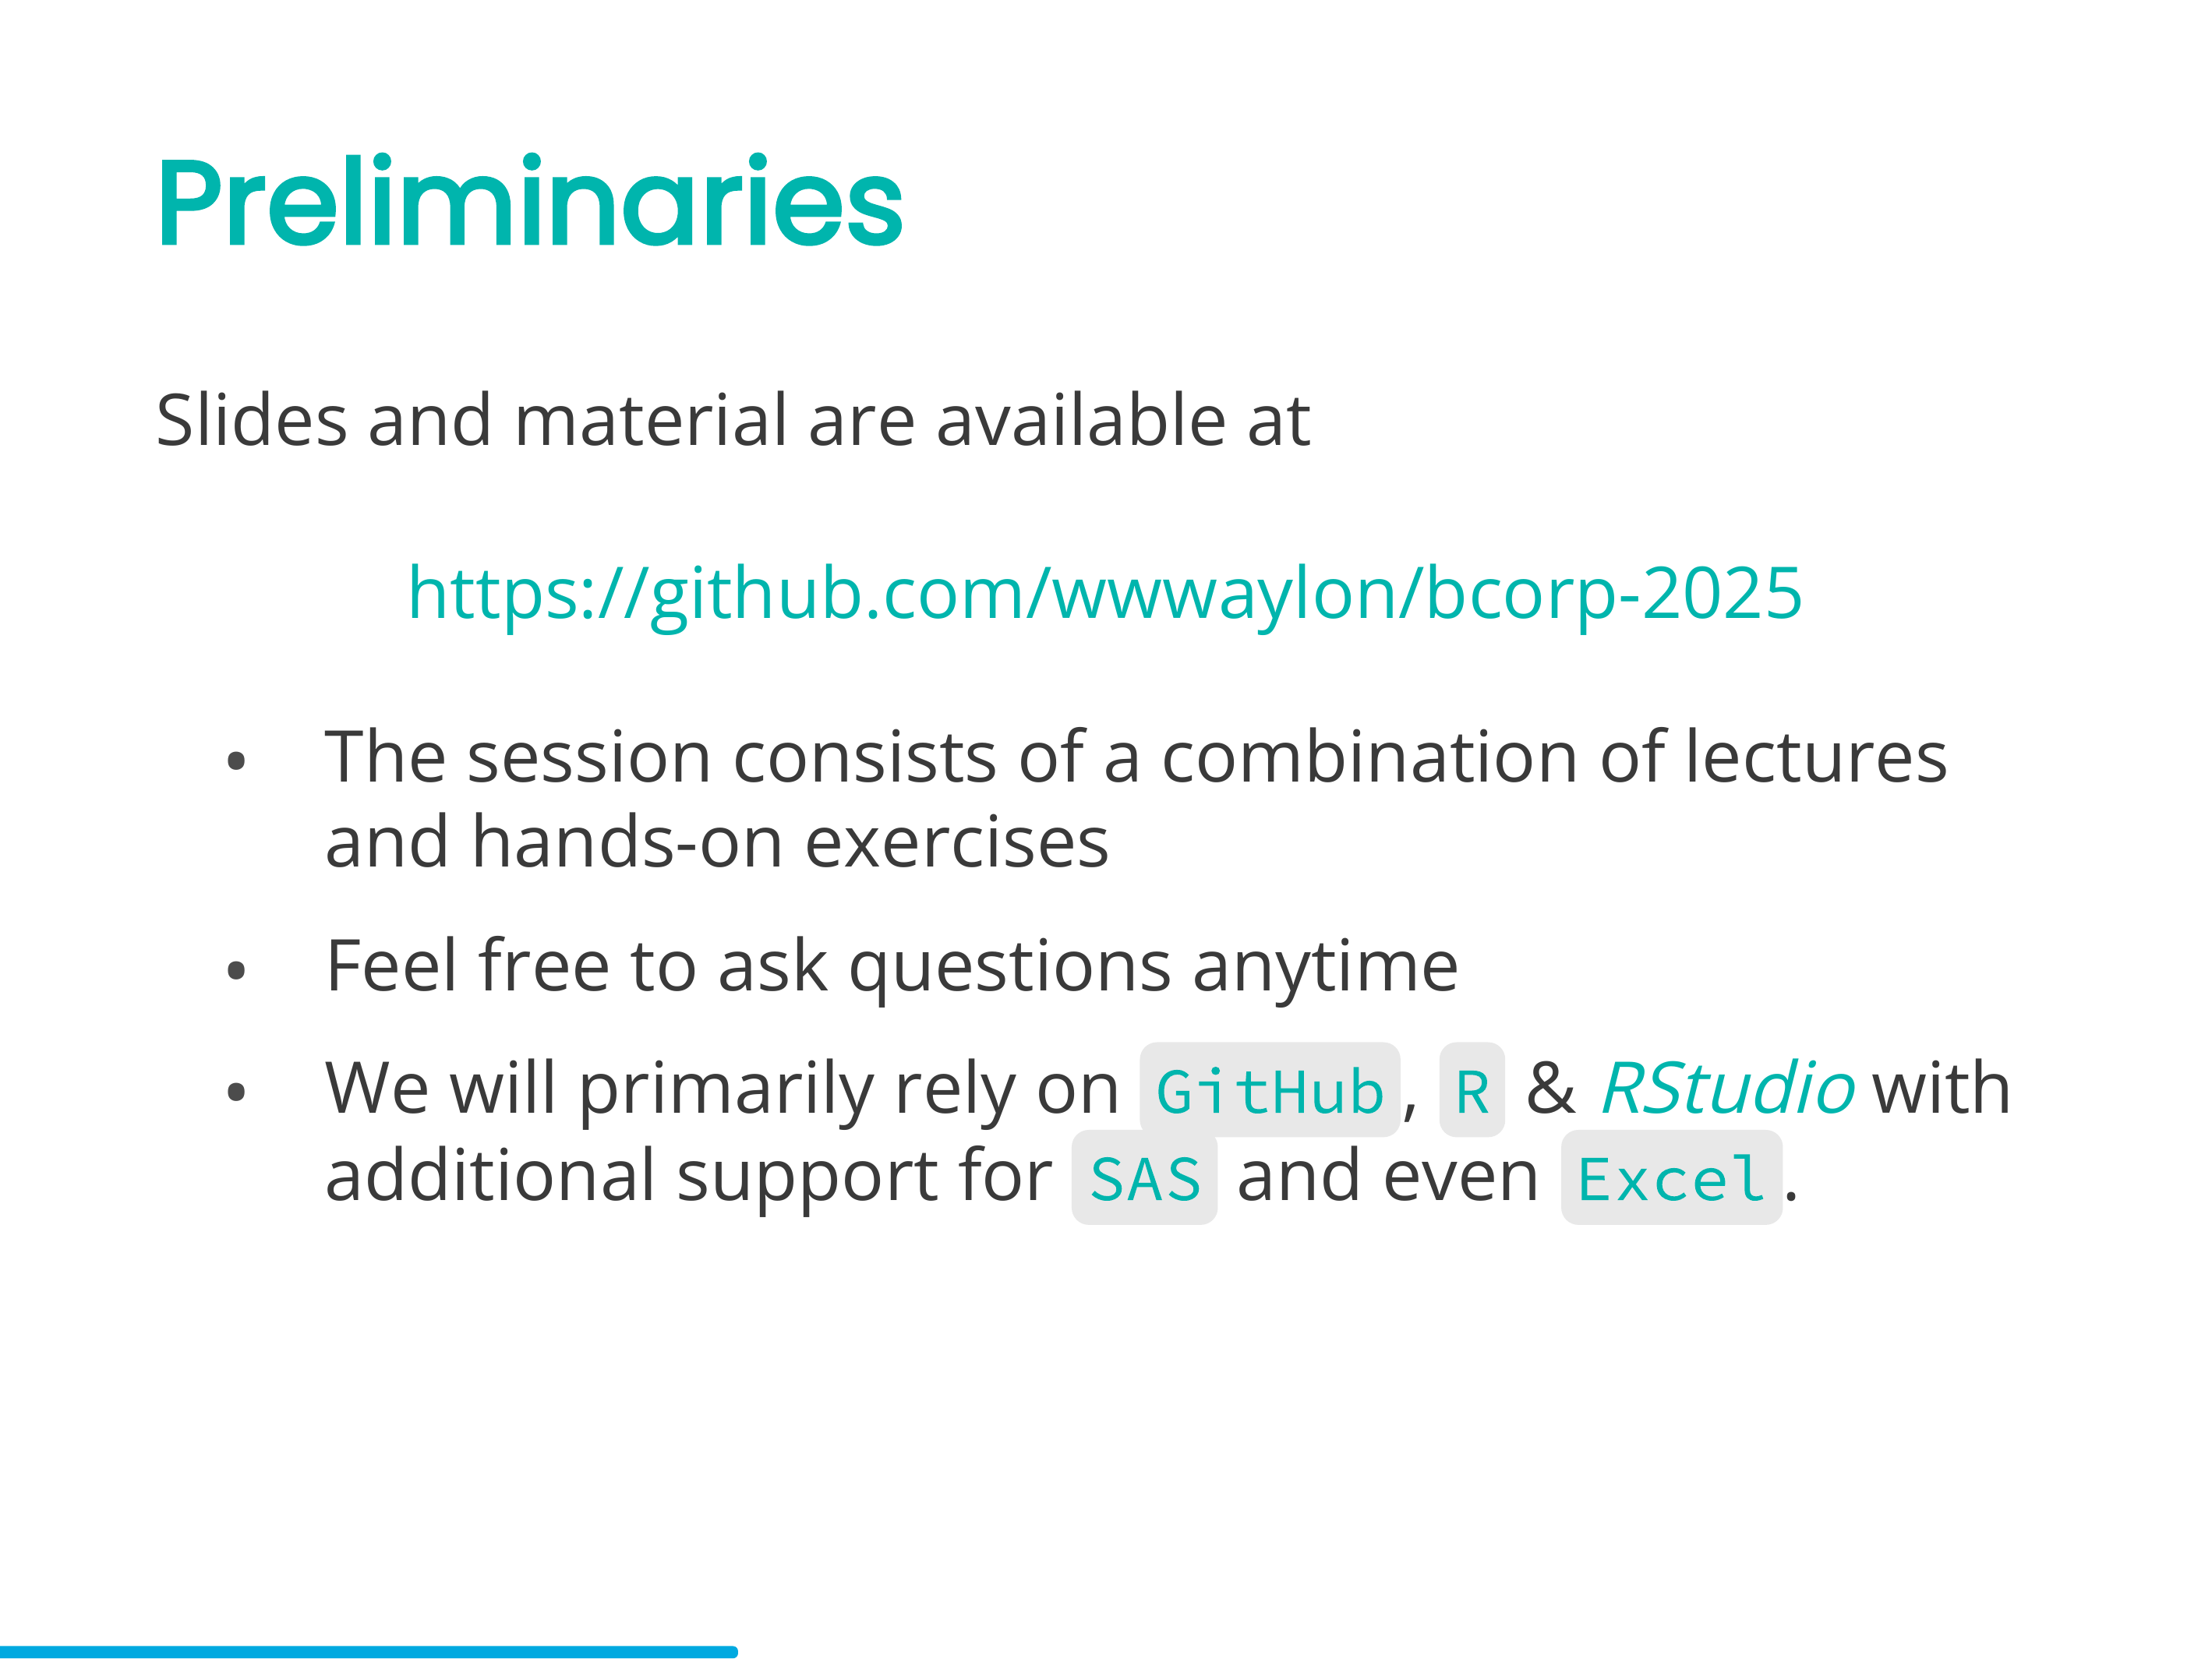 Preliminaries
Slides and material are available at
https://github.com/wwwaylon/bcorp-2025
• The session consists of a combination of lectures
and hands-on exercises
• Feel free to ask questions anytime
• We will primarily rely on GitHub, R & RStudio with
additional support for SAS and even Excel.